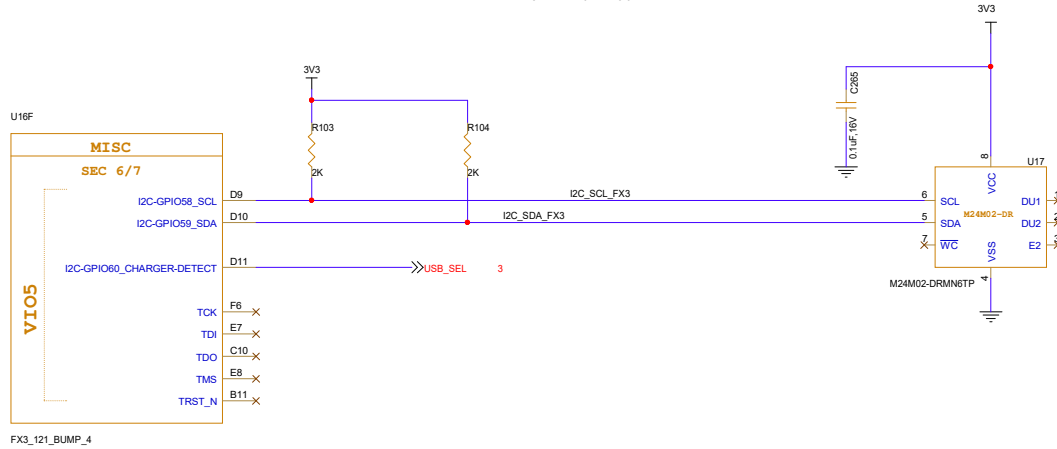 3V3
C265
0.1uF,16V
3V3
U16F
R103
R104
2K
2K
MISC
SEC 6/7
VIO5
I2C-GPIO58_SCL
D9
I2C_SCL_FX3
I2C-GPIO59_SDA
D10
I2C_SDA_FX3
I2C-GPIO60_CHARGER-DETECT
D11
USB_SEL 3
TCK
F6
TDI
E7
TDO
C10
TMS
E8
TRST_N
B11
FX3_121_BUMP_4
U17
8
VCC
6
SCL
DU1
1
M24M02-DR
5
SDA
DU2
2
7
WC
E2
3
VSS
4
M24M02-DRMN6TP